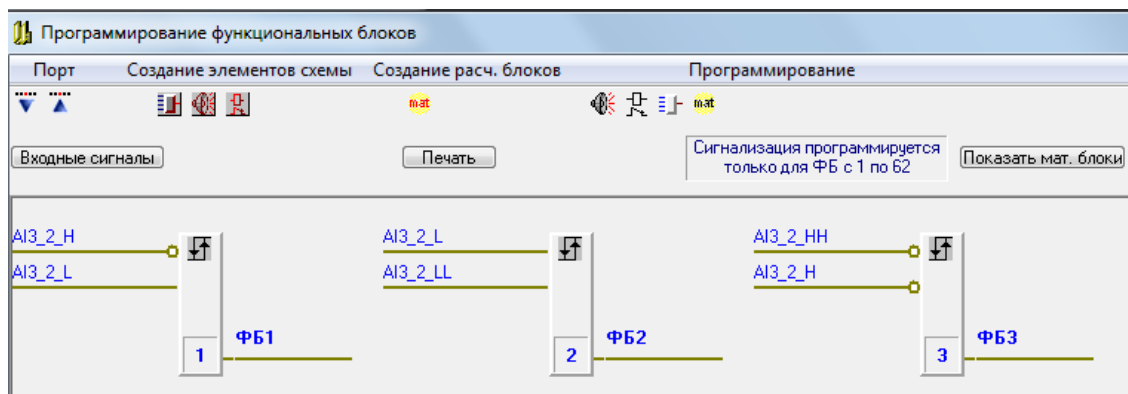 Программирование функциональных блоков
Порт Создание элементов схемы Создание расч. блоков Программирование
mat mat
Входные сигналы Печать Сигнализация программируется только для ФБ с 1 по 62 Показать мат. блоки
AI3_2_H AI3_2_L AI3_2_HH
AI3_2_L AI3_2_LL AI3_2_H
ФБ1 ФБ2 ФБ3
1 2 3